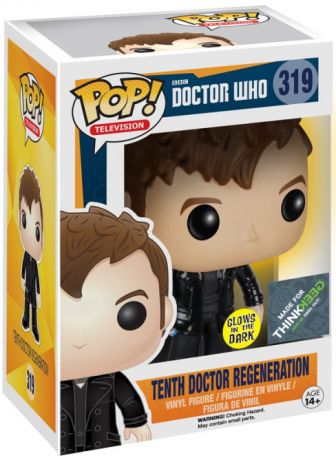 POP!
TELEVISION
BBC
DOCTOR WHO
319
GLOWS
IN THE
DARK
MADE FOR
THINKGEEK
TENTH DOCTOR REGENERATION
VINYL FIGURE / FIGURINE EN VINYLE /
FIGURA DE VINIL
WARNING! CHOKING HAZARD.
May contain small parts.
AGE
14+
319